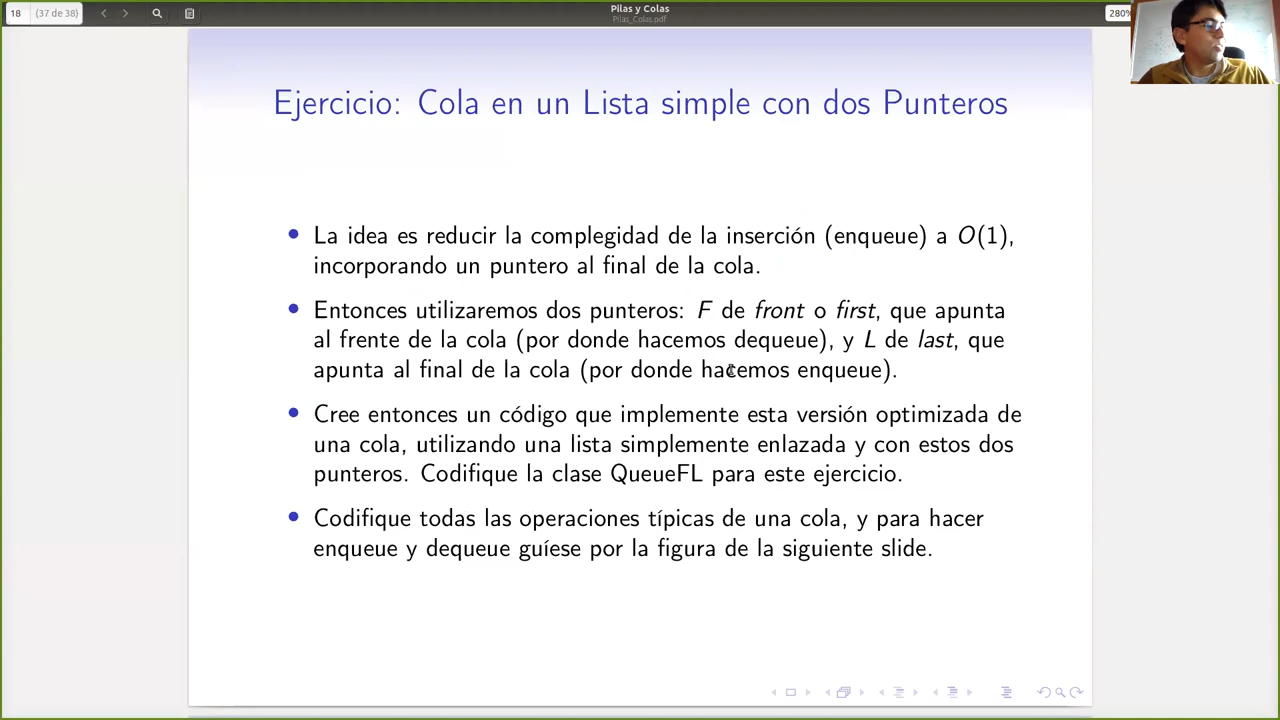 18 (37 de 38)
Pilas y Colas
Pilas_Colas.pdf
280%
Ejercicio: Cola en un Lista simple con dos Punteros
• La idea es reducir la complegidad de la inserción (enqueue) a O(1),
incorporando un puntero al final de la cola.
• Entonces utilizaremos dos punteros: F de front o first, que apunta
al frente de la cola (por donde hacemos dequeue), y L de last, que
apunta al final de la cola (por donde hacemos enqueue).
• Cree entonces un código que implemente esta versión optimizada de
una cola, utilizando una lista simplemente enlazada y con estos dos
punteros. Codifique la clase QueueFL para este ejercicio.
• Codifique todas las operaciones típicas de una cola, y para hacer
enqueue y dequeue guíese por la figura de la siguiente slide.